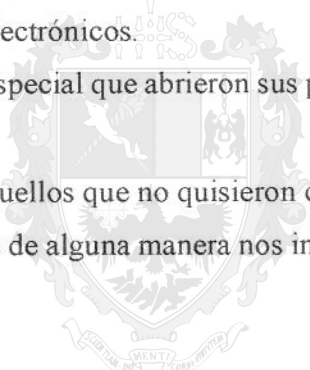 ectrónicos.
special que abrieron sus p
uellos que no quisieron c
de alguna manera nos in